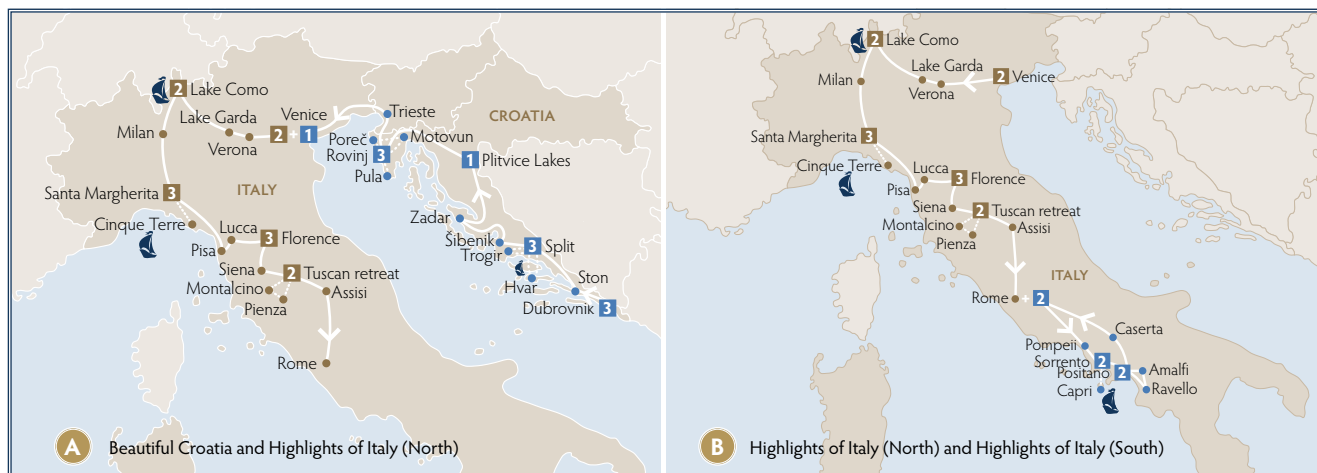 2 Lake Como
Lake Garda
Milan
Verona
Venice
2 + 1
Trieste
CROATIA
Poreč
Motovun
Rovinj 3
Pula
1 Plitvice Lakes
Santa Margherita 3
ITALY
Cinque Terre
Lucca
3 Florence
Pisa
Zadar
Šibenik
Trogir
3 Split
Siena
2 Tuscan retreat
Montalcino
Assisi
Pienza
Hvar
Ston
Dubrovnik 3
Rome
A Beautiful Croatia and Highlights of Italy (North)
2 Lake Como
Lake Garda
2 Venice
Milan
Verona
Santa Margherita 3
Cinque Terre
Lucca
3 Florence
Pisa
Siena
2 Tuscan retreat
Montalcino
Assisi
Pienza
ITALY
Rome + 2
Caserta
Pompeii
Sorrento 2
Positano 2
Amalfi
Capri
Ravello
B Highlights of Italy (North) and Highlights of Italy (South)